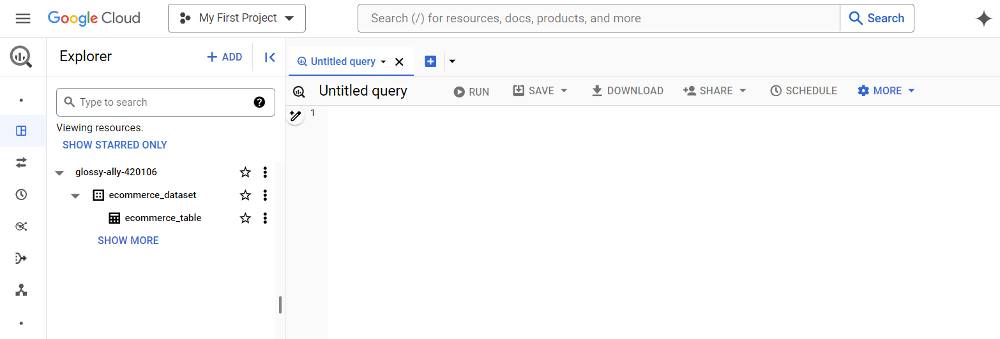 Google Cloud
My First Project
Search (/) for resources, docs, products, and more
Search
Explorer
+ ADD
Untitled query
Type to search
?
Viewing resources.
SHOW STARRED ONLY
glossy-ally-420106
ecommerce_dataset
ecommerce_table
SHOW MORE
Untitled query
RUN
SAVE
DOWNLOAD
SHARE
SCHEDULE
MORE
1